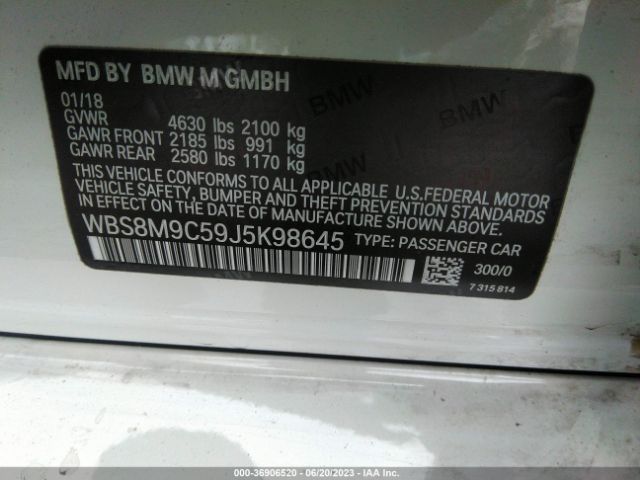 MFD BY BMW M GMBH
01/18
GVWR 4630 lbs 2100 kg
GAWR FRONT 2185 lbs 991 kg
GAWR REAR 2580 lbs 1170 kg
THIS VEHICLE CONFORMS TO ALL APPLICABLE U.S.FEDERAL MOTOR
VEHICLE SAFETY, BUMPER AND THEFT PREVENTION STANDARDS
IN EFFECT ON THE DATE OF MANUFACTURE SHOWN ABOVE.
WBS8M9C59J5K98645 TYPE: PASSENGER CAR
300/0
7 315 814
000-36906520 - 06/20/2023 - IAA Inc.